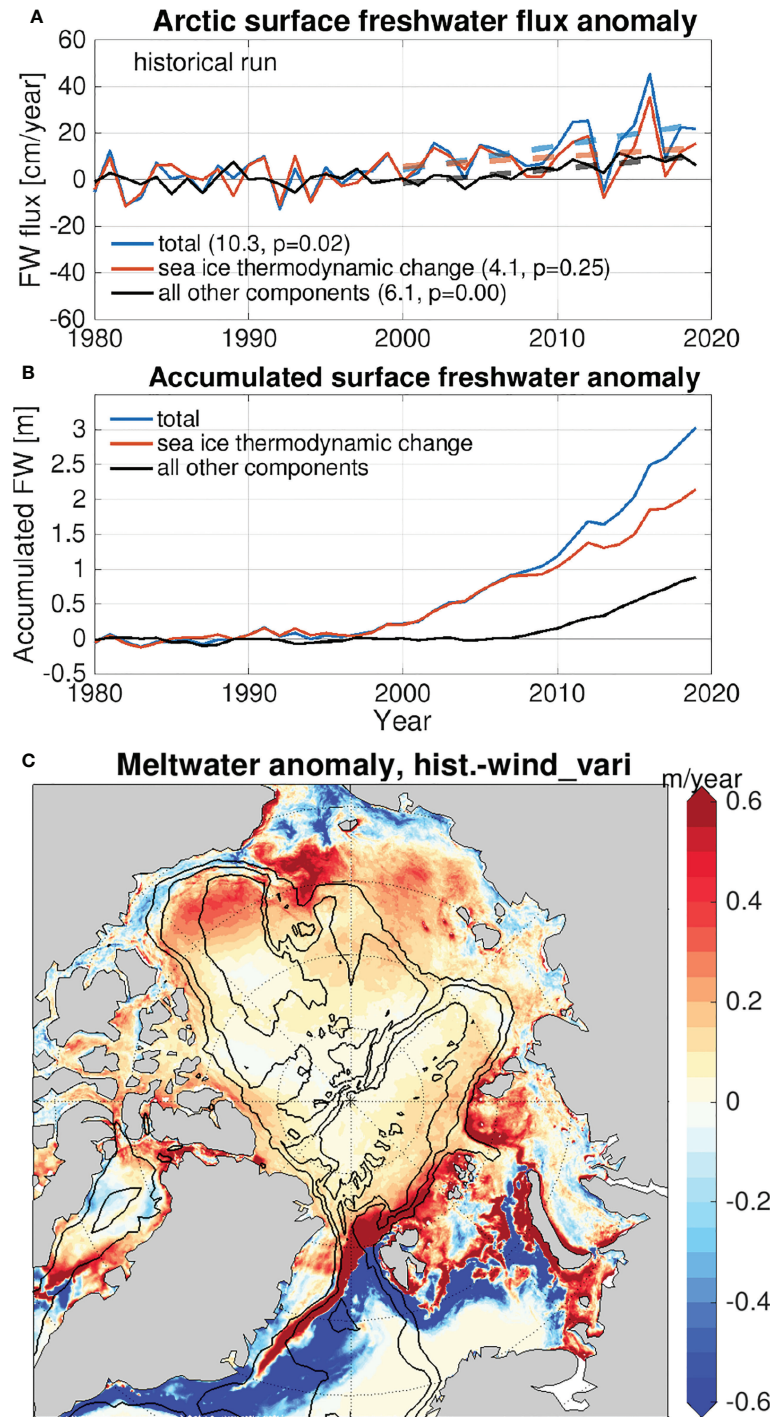 A
Arctic surface freshwater flux anomaly
60
40
20
0
-20
-40
-60
FW flux [cm/year]
historical run
total (10.3, p=0.02)
sea ice thermodynamic change (4.1, p=0.25)
all other components (6.1, p=0.00)
1980
1990
2000
2010
2020
B
Accumulated surface freshwater anomaly
3
2.5
2
1.5
1
0.5
0
-0.5
Accumulated FW [m]
total
sea ice thermodynamic change
all other components
1980
1990
2000
2010
2020
Year
C
Meltwater anomaly, hist.-wind_vari
m/year
0.6
0.4
0.2
0
-0.2
-0.4
-0.6